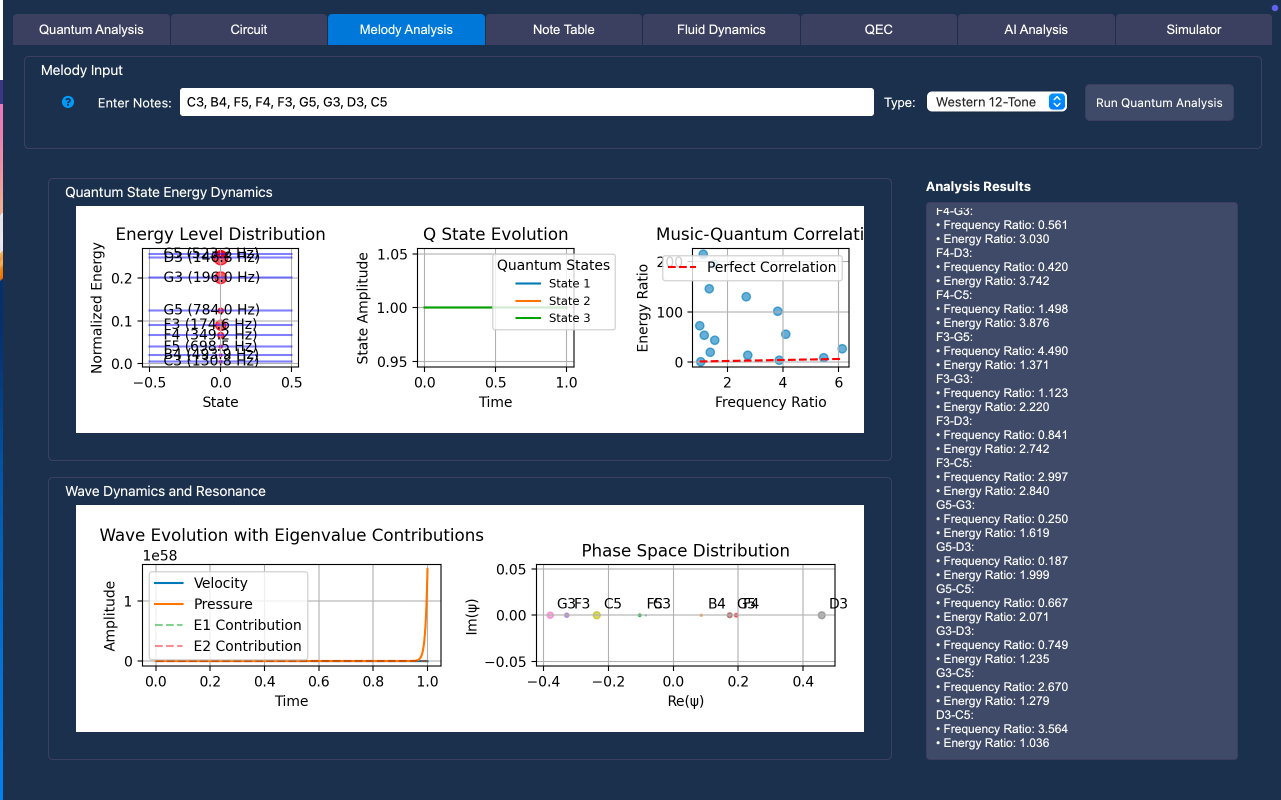 Quantum Analysis
Circuit
Melody Analysis
Note Table
Fluid Dynamics
QEC
AI Analysis
Simulator
Melody Input
?
Enter Notes:
C3, B4, F5, F4, F3, G5, G3, D3, C5
Type:
Western 12-Tone
Run Quantum Analysis
Quantum State Energy Dynamics
Energy Level Distribution
Normalized Energy
0.2
0.1
0.0
D3 (146.8 Hz)
G3 (196.0 Hz)
G5 (784.0 Hz)
F3 (174.6 Hz)
F4 (349.2 Hz)
F5 (698.5 Hz)
B4 (493.9 Hz)
C3 (130.8 Hz)
−0.5
0.0
0.5
State
Q State Evolution
State Amplitude
1.05
1.00
0.95
Quantum States
State 1
State 2
State 3
0.0
0.5
1.0
Time
Music-Quantum Correlati
Energy Ratio
200
100
0
Perfect Correlation
2
4
6
Frequency Ratio
Wave Dynamics and Resonance
Wave Evolution with Eigenvalue Contributions
1e58
Amplitude
1
0
Velocity
Pressure
E1 Contribution
E2 Contribution
0.0
0.2
0.4
0.6
0.8
1.0
Time
Phase Space Distribution
Im(ψ)
0.05
0.00
−0.05
G3
F3
C5
F5
C3
B4
G5
F4
D3
−0.4
−0.2
0.0
0.2
0.4
Re(ψ)
Analysis Results
F4-G3:
• Frequency Ratio: 0.561
• Energy Ratio: 3.030
F4-D3:
• Frequency Ratio: 0.420
• Energy Ratio: 3.742
F4-C5:
• Frequency Ratio: 1.498
• Energy Ratio: 3.876
F3-G5:
• Frequency Ratio: 4.490
• Energy Ratio: 1.371
F3-G3:
• Frequency Ratio: 1.123
• Energy Ratio: 2.220
F3-D3:
• Frequency Ratio: 0.841
• Energy Ratio: 2.742
F3-C5:
• Frequency Ratio: 2.997
• Energy Ratio: 2.840
G5-G3:
• Frequency Ratio: 0.250
• Energy Ratio: 1.619
G5-D3:
• Frequency Ratio: 0.187
• Energy Ratio: 1.999
G5-C5:
• Frequency Ratio: 0.667
• Energy Ratio: 2.071
G3-D3:
• Frequency Ratio: 0.749
• Energy Ratio: 1.235
G3-C5:
• Frequency Ratio: 2.670
• Energy Ratio: 1.279
D3-C5:
• Frequency Ratio: 3.564
• Energy Ratio: 1.036